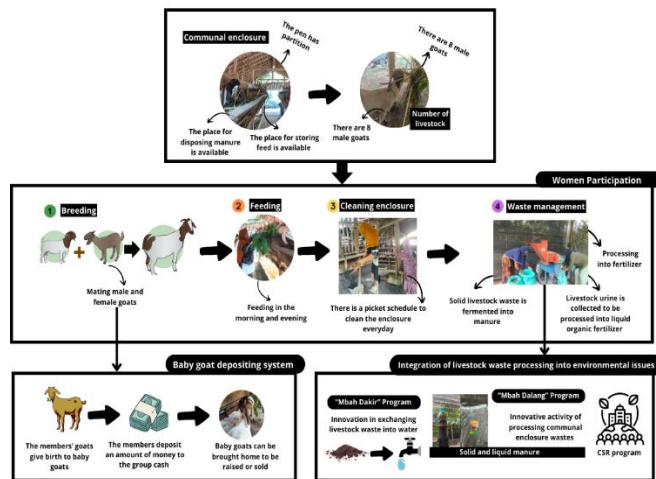 Communal enclosure
The pen has
partition
There are 8 male
goats
The place for
disposing manure
is available
The place for storing
feed is available
There are 8
male goats
Number of
livestock
Women Participation
1 Breeding
2 Feeding
3 Cleaning enclosure
4 Waste management
Mating male and
female goats
Feeding in the
morning and evening
There is a picket schedule to
clean the enclosure
everyday
Solid livestock waste is
fermented into
manure
Processing
into fertilizer
Livestock urine is
collected to be
processed into liquid
organic fertilizer
Baby goat depositing system
The members' goats
give birth to baby
goats
The members deposit
an amount of money to
the group cash
Baby goats can be
brought home to be
raised or sold
Integration of livestock waste processing into environmental issues
"Mbah Dakir" Program
Innovation in exchanging
livestock waste into water
"Mbah Dalang" Program
Innovative activity of
processing communal
enclosure wastes
Solid and liquid manure
CSR program